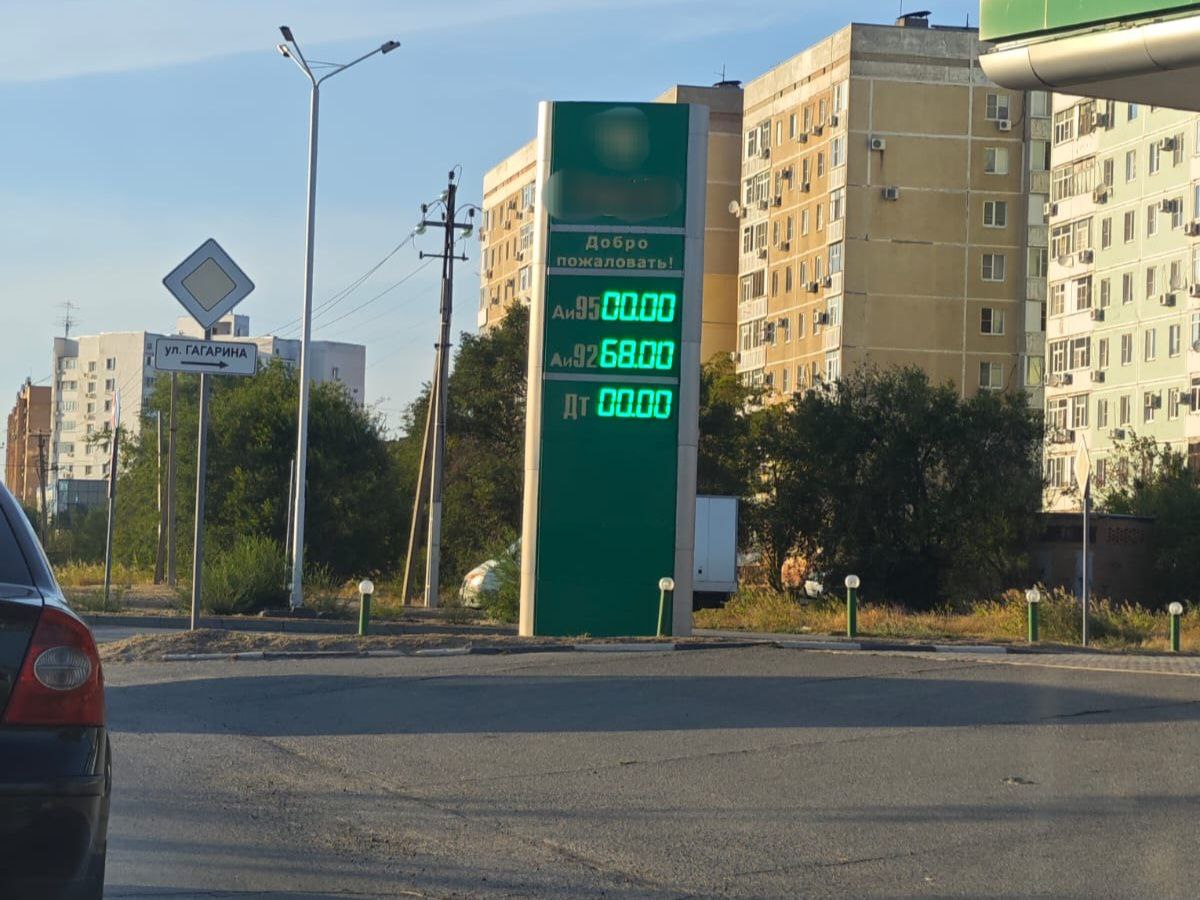 ул. ГАГАРИНА
Добро
пожаловать!
Аи95 00.00
Аи92 68.00
Дт 00.00